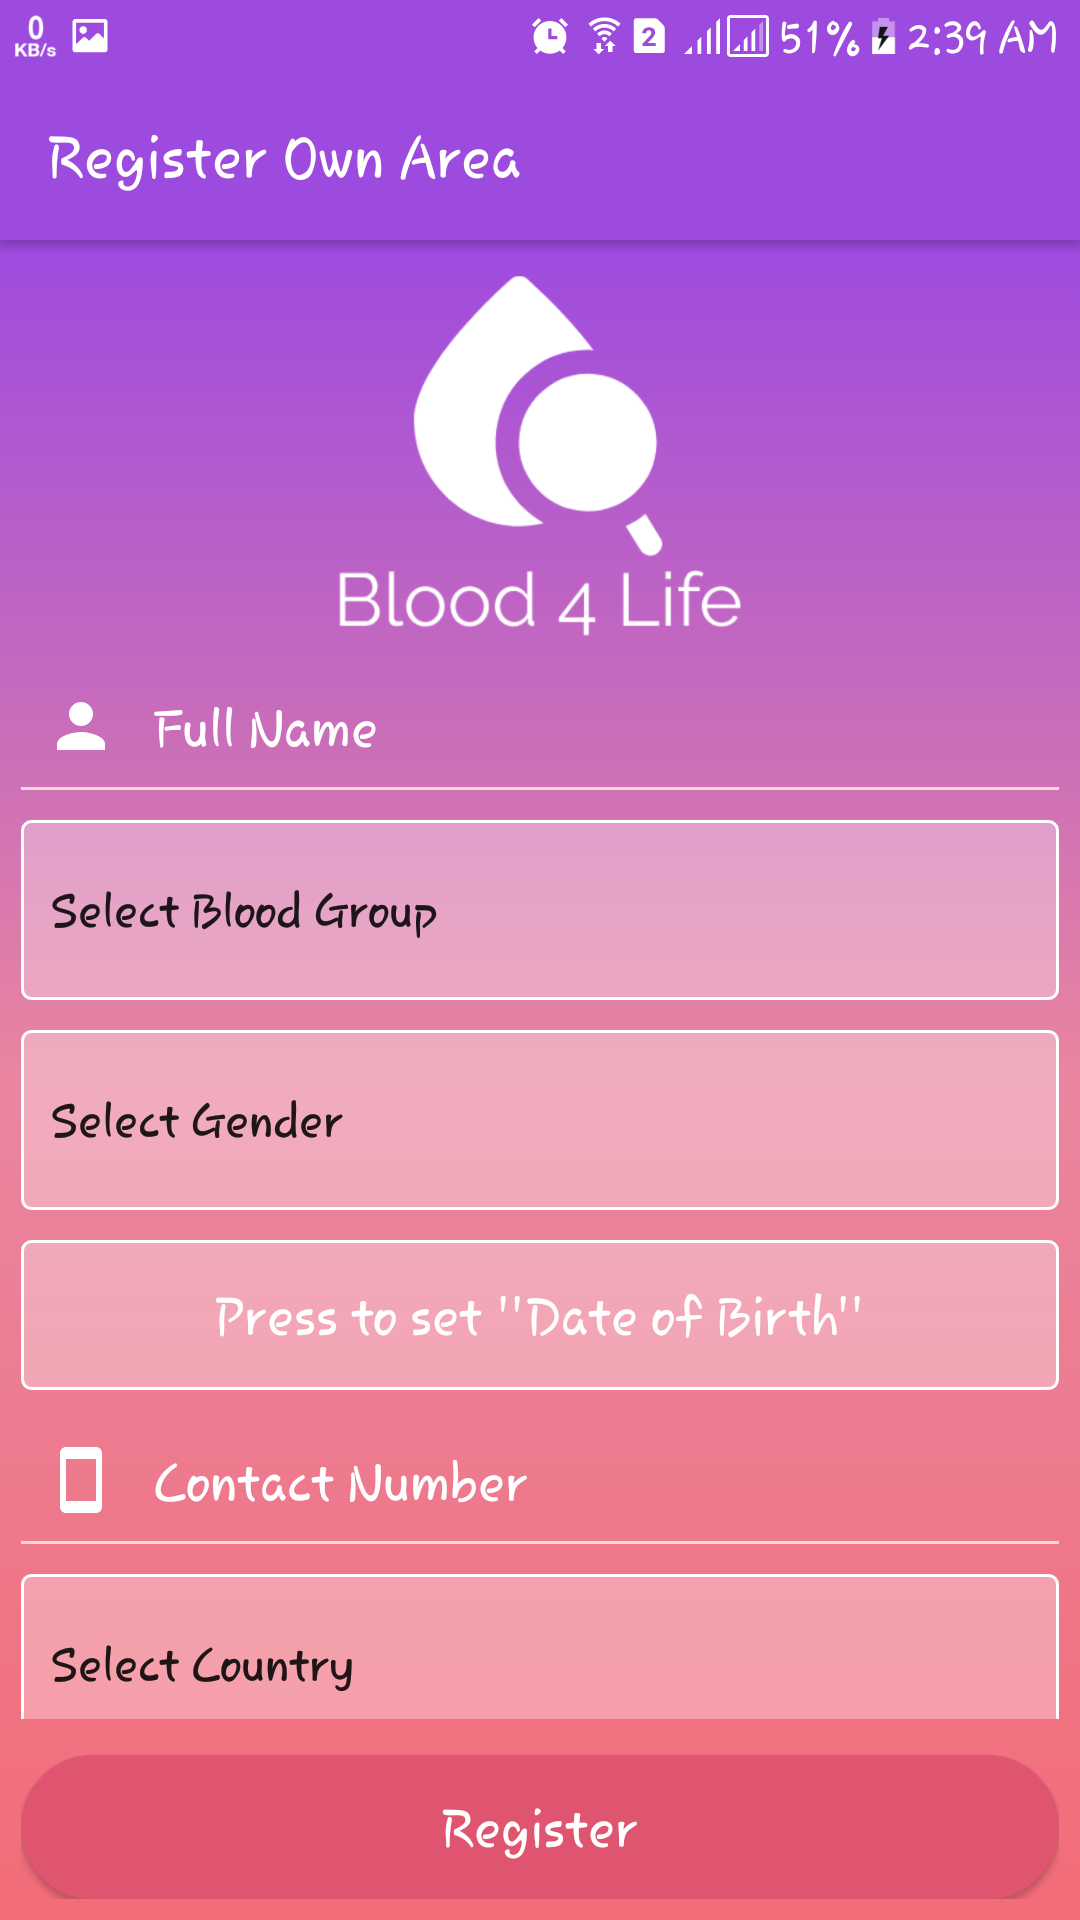 0 KB/s 2 51% 2:39 AM
Register Own Area
Blood 4 Life
Full Name
Select Blood Group
Select Gender
Press to set "Date of Birth"
Contact Number
Select Country
Register